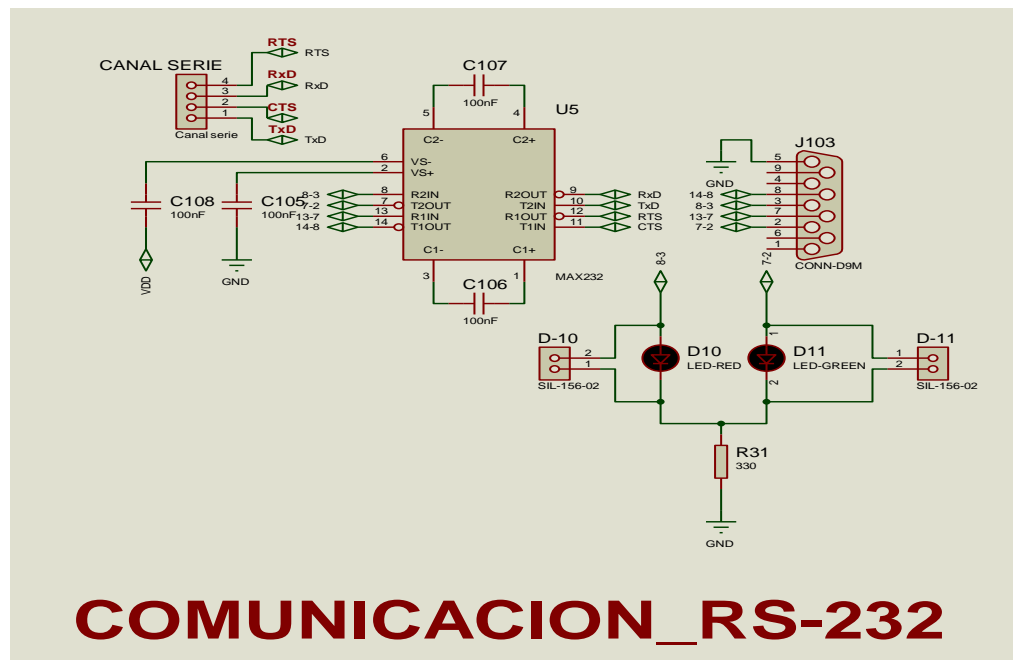 RTS
RTS
CANAL SERIE
4
RxD
3
RxD
2
CTS
1
TxD
Canal serie
TxD
C107
100nF
5
4
U5
C2-
C2+
6
VS-
2
VS+
8-3
8
R2IN
7-2
7
T2OUT
13-7
13
R1IN
14-8
14
T1OUT
R2OUT
9
RxD
T2IN
10
TxD
R1OUT
12
RTS
T1IN
11
CTS
C1-
C1+
3
1
MAX232
C108
100nF
C105
100nF
VDD
GND
C106
100nF
J103
GND
5
9
4
14-8
8
8-3
3
13-7
7
7-2
2
6
1
CONN-D9M
8-3
7-2
D-10
2
1
SIL-156-02
D10
LED-RED
1
D11
LED-GREEN
2
D-11
1
2
SIL-156-02
R31
330
GND
COMUNICACION_RS-232